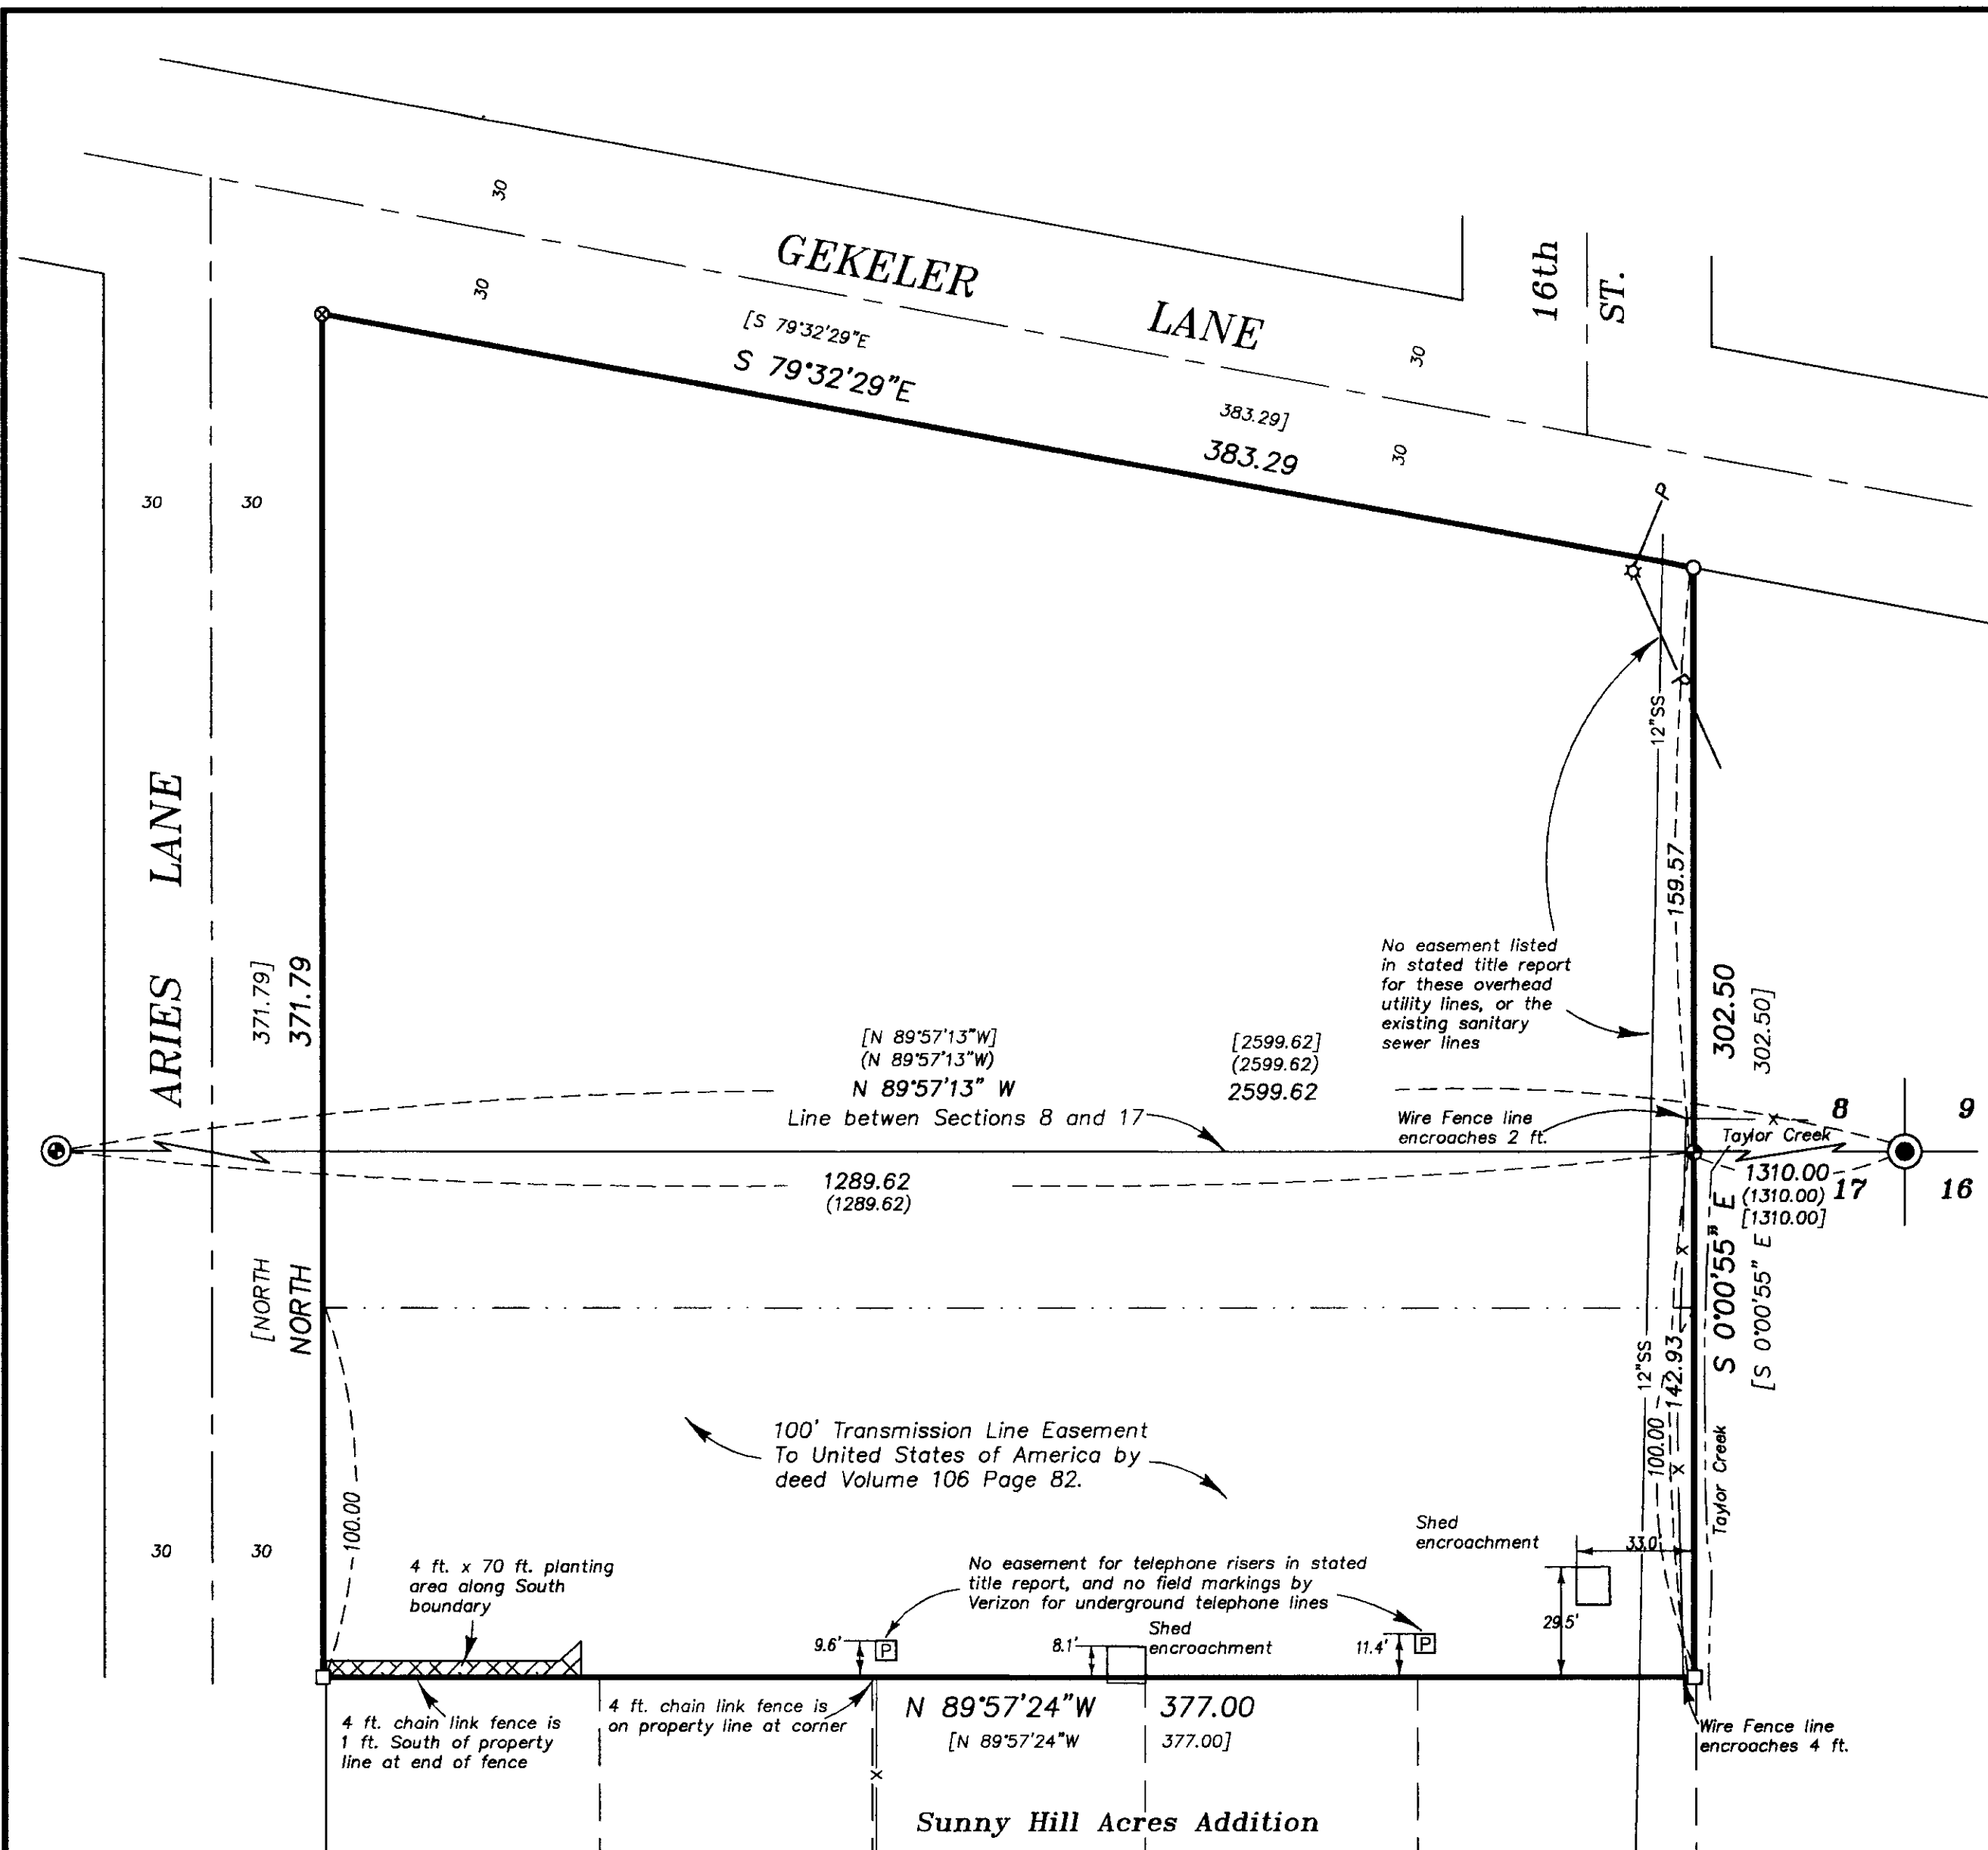 30
GEKELER LANE
16th
ST.
30
[S 79°32'29"E
383.29]
S 79°32'29"E
383.29
30
30
30
30
P
P
12"SS
159.57
ARIES LANE
371.79]
371.79
[NORTH
NORTH
No easement listed
in stated title report
for these overhead
utility lines, or the
existing sanitary
sewer lines
302.50
302.50]
[N 89°57'13"W]
(N 89°57'13"W)
N 89°57'13" W
[2599.62]
(2599.62)
2599.62
Line betwen Sections 8 and 17
Wire Fence line
encroaches 2 ft.
x
8
9
Taylor Creek
17
16
1310.00
(1310.00)
[1310.00]
1289.62
(1289.62)
S 0°00'55" E
[S 0°00'55" E
x
12"SS
142.93
100.00
x
Taylor Creek
100' Transmission Line Easement
To United States of America by
deed Volume 106 Page 82.
100.00
30
30
4 ft. x 70 ft. planting
area along South
boundary
No easement for telephone risers in stated
title report, and no field markings by
Verizon for underground telephone lines
Shed
encroachment
33.0'
29.5'
9.6'
P
8.1'
Shed
encroachment
11.4'
P
4 ft. chain link fence is
1 ft. South of property
line at end of fence
4 ft. chain link fence is
on property line at corner
N 89°57'24"W 377.00
[N 89°57'24"W 377.00]
Wire Fence line
encroaches 4 ft.
x
Sunny Hill Acres Addition